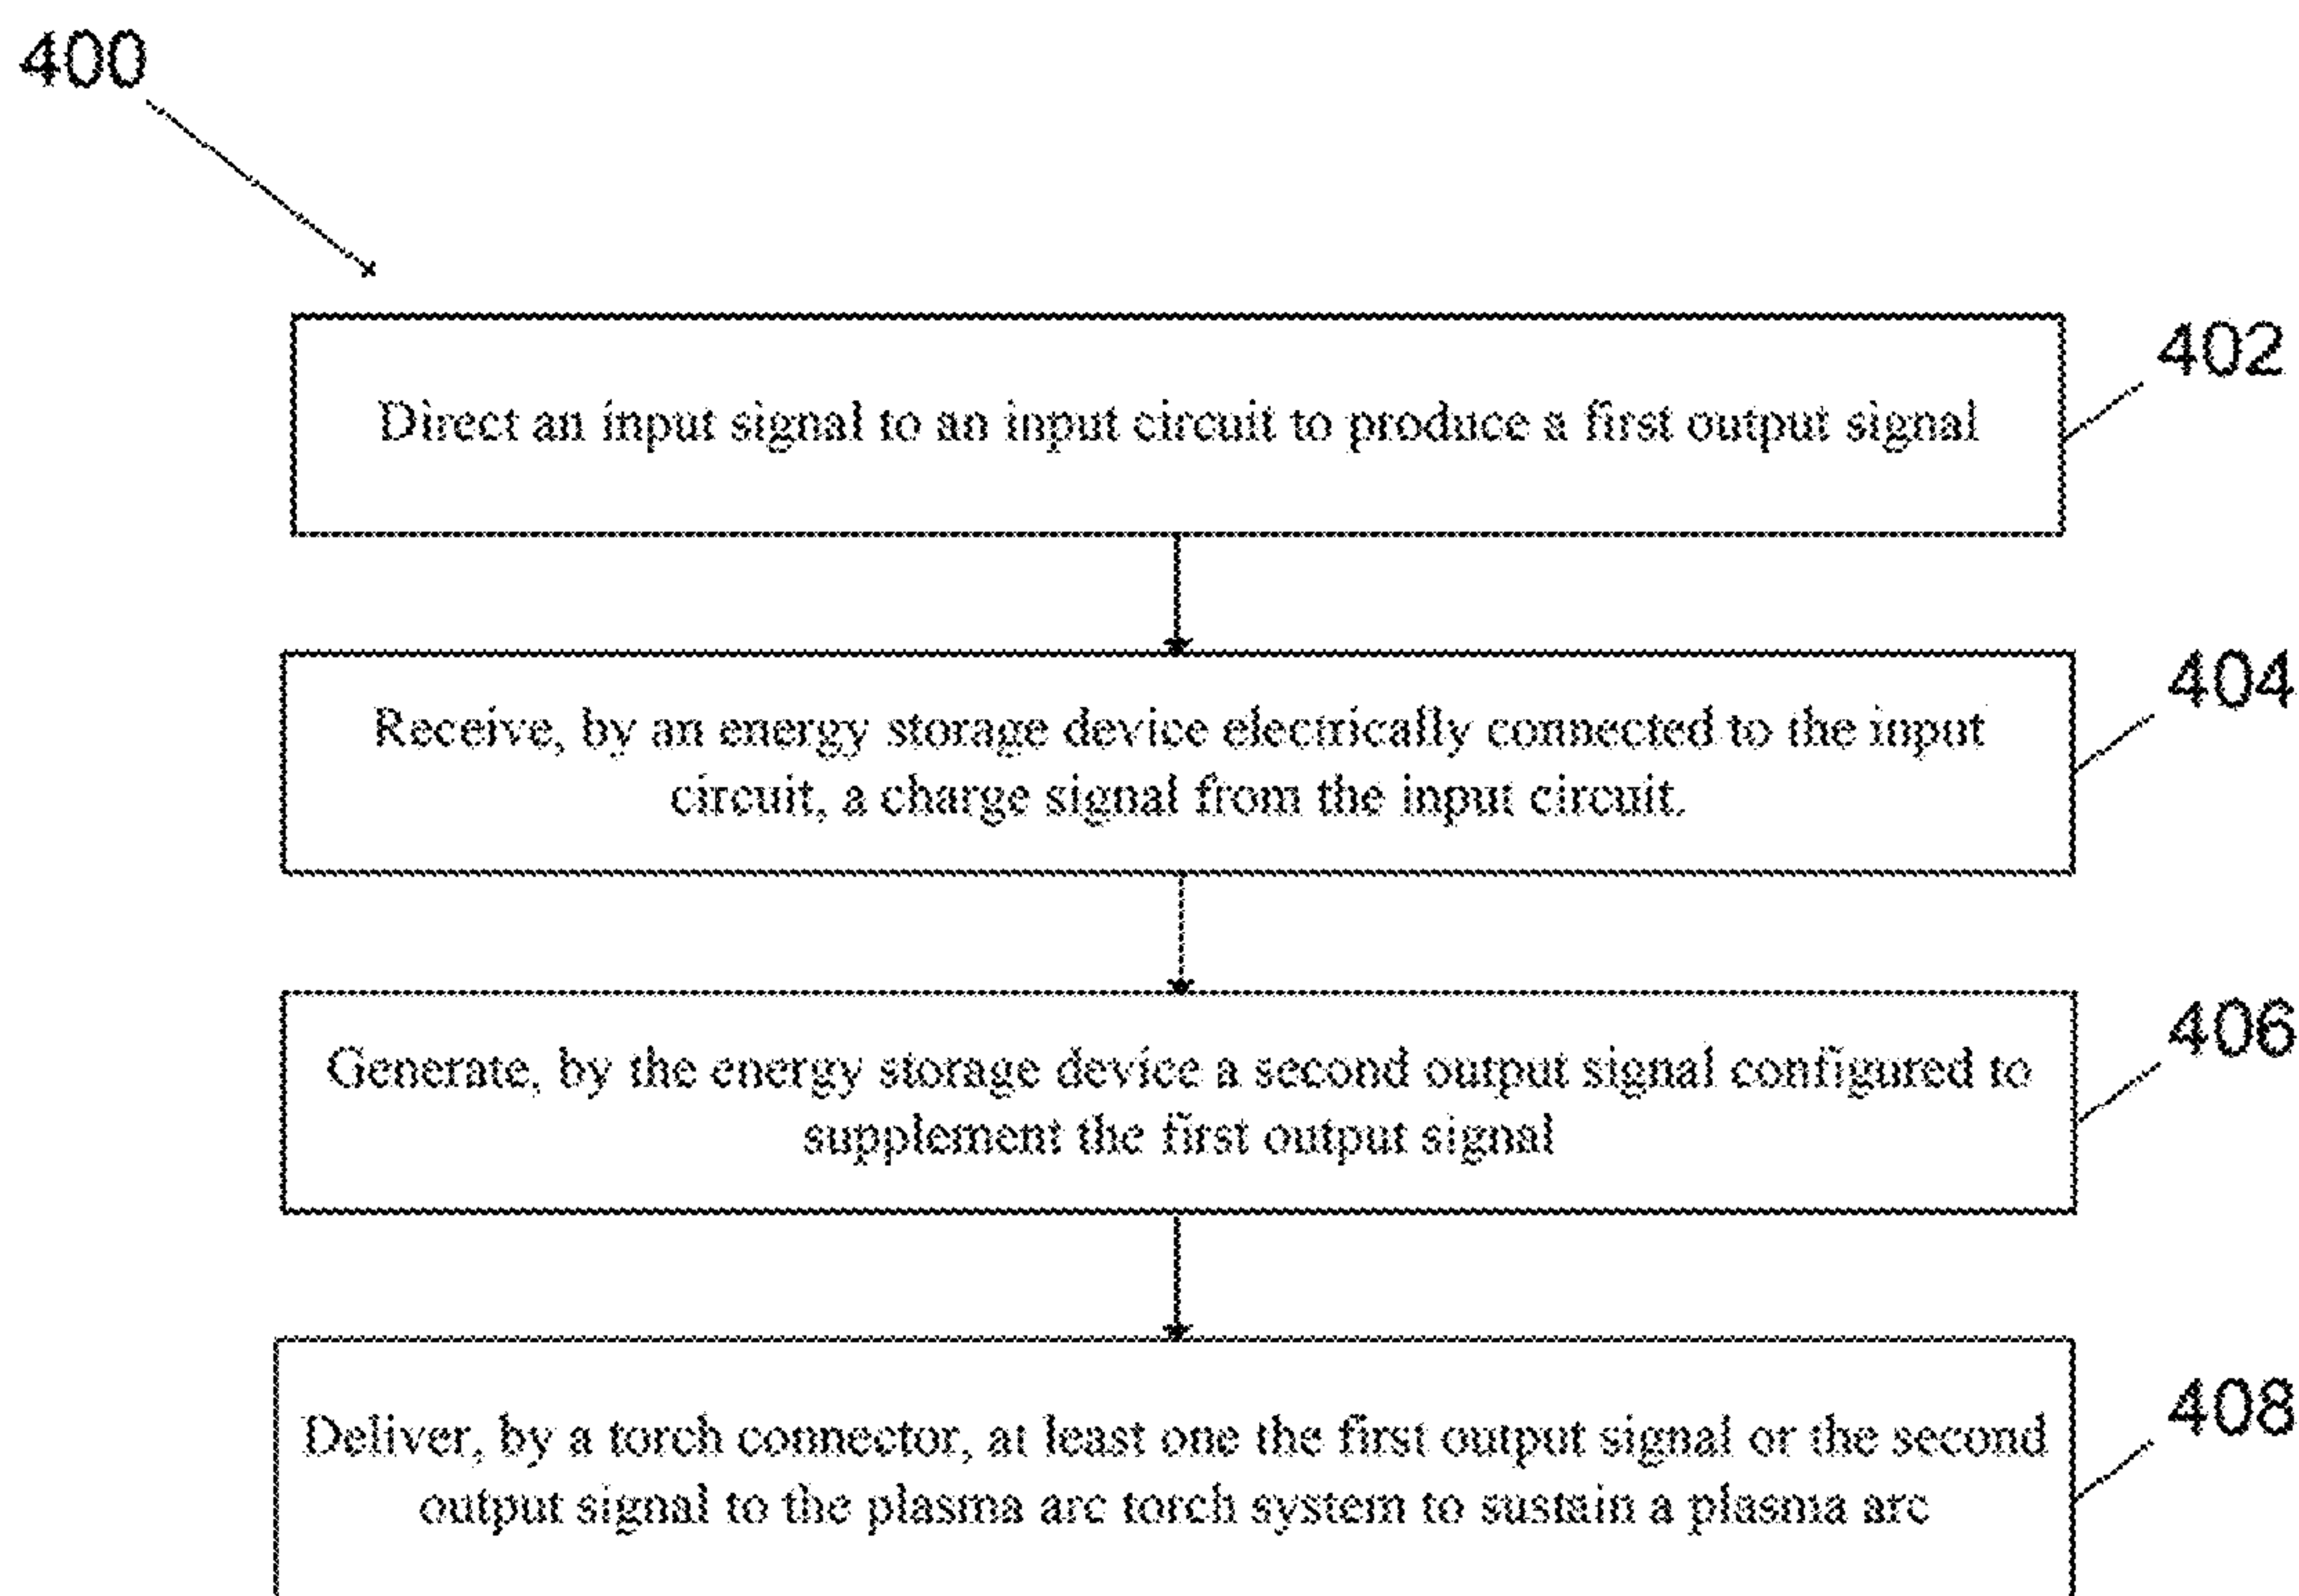 400
402
Direct an input signal to an input circuit to produce a first output signal
404
Receive, by an energy storage device electrically connected to the input
circuit, a charge signal from the input circuit.
406
Generate, by the energy storage device a second output signal configured to
supplement the first output signal
408
Deliver, by a torch connector, at least one the first output signal or the second
output signal to the plasma arc torch system to sustain a plasma arc